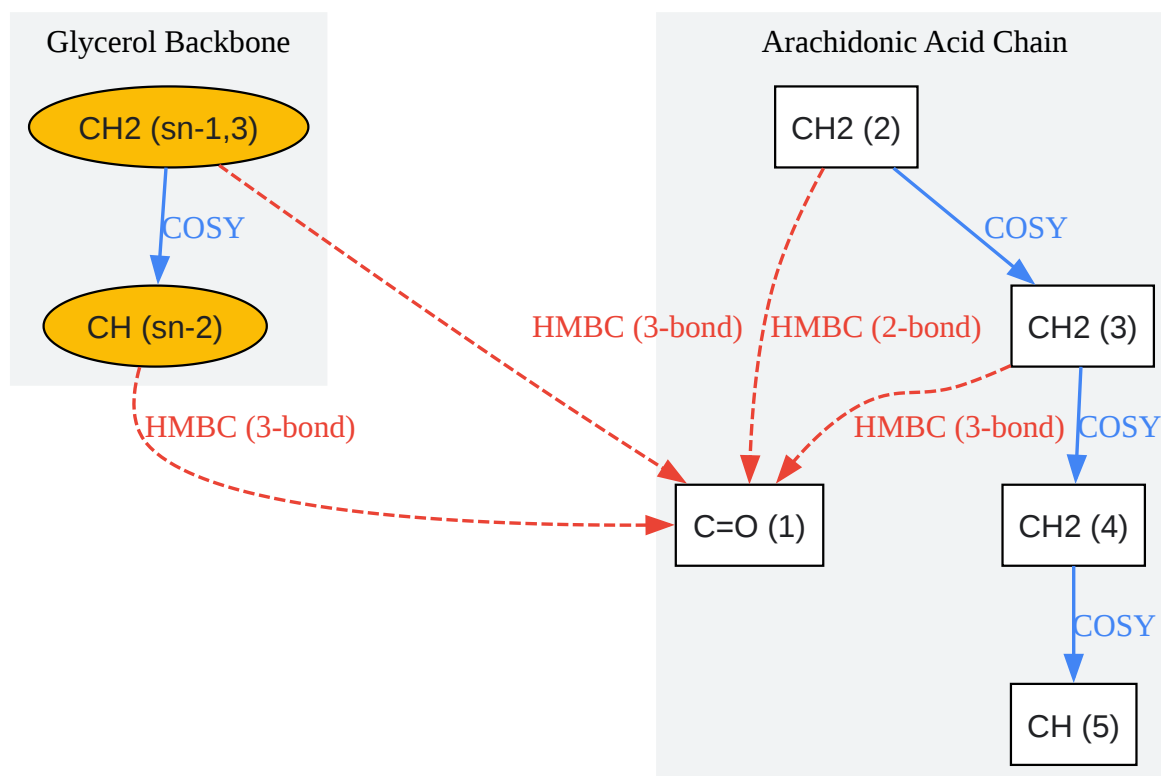 Glycerol Backbone
Arachidonic Acid Chain
CH2 (sn-1,3)
CH2 (2)
COSY
COSY
CH (sn-2)
HMBC (3-bond)
HMBC (2-bond)
CH2 (3)
HMBC (3-bond)
HMBC (3-bond)
COSY
C=O (1)
CH2 (4)
COSY
CH (5)